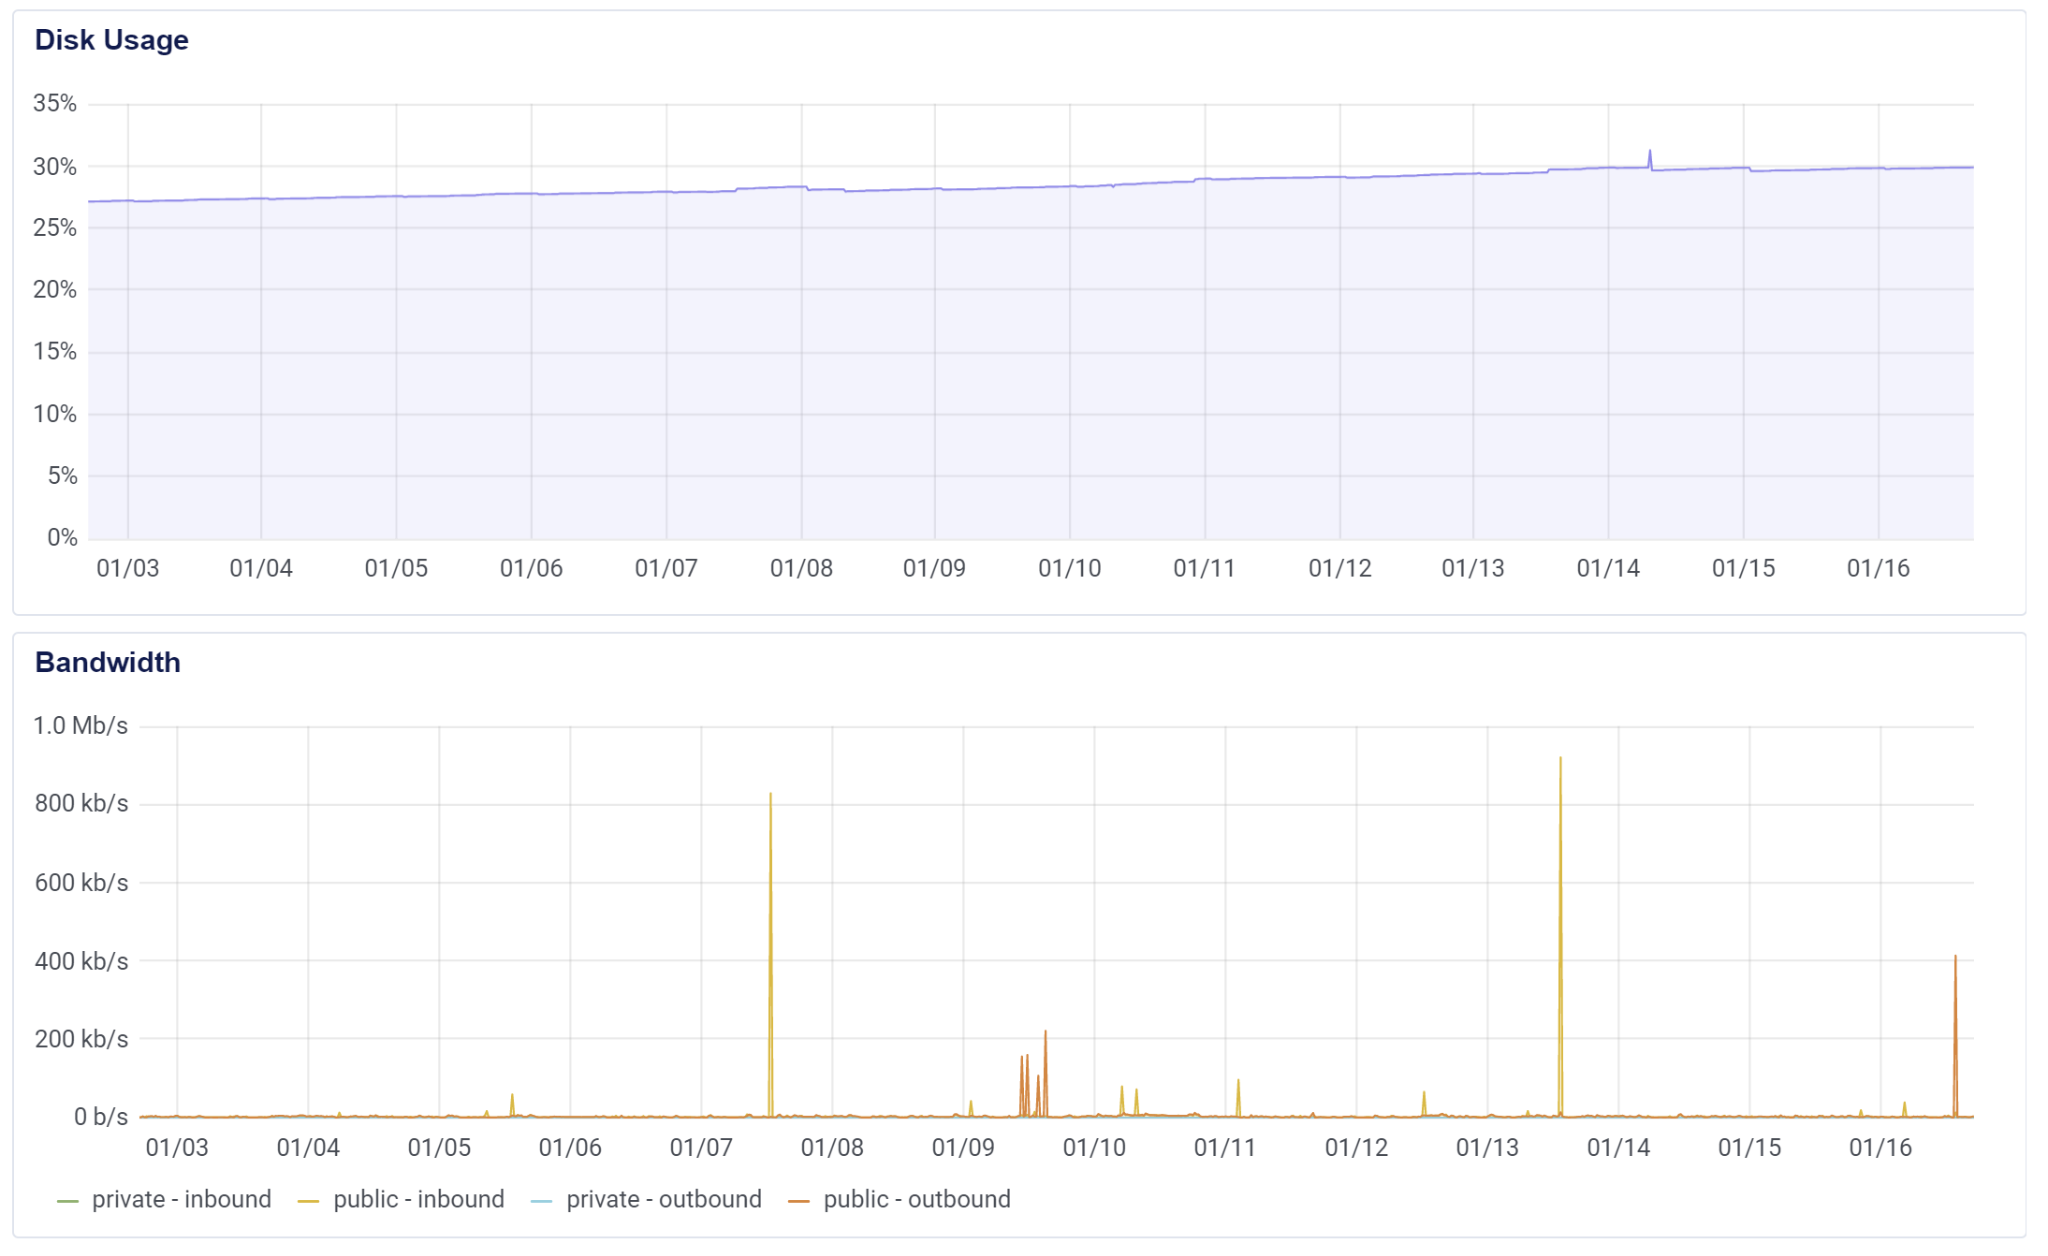 Disk Usage
35%
30%
25%
20%
15%
10%
5%
0%
01/03 01/04 01/05 01/06 01/07 01/08 01/09 01/10 01/11 01/12 01/13 01/14 01/15 01/16
Bandwidth
1.0 Mb/s
800 kb/s
600 kb/s
400 kb/s
200 kb/s
0 b/s
01/03 01/04 01/05 01/06 01/07 01/08 01/09 01/10 01/11 01/12 01/13 01/14 01/15 01/16
private - inbound public - inbound private - outbound public - outbound